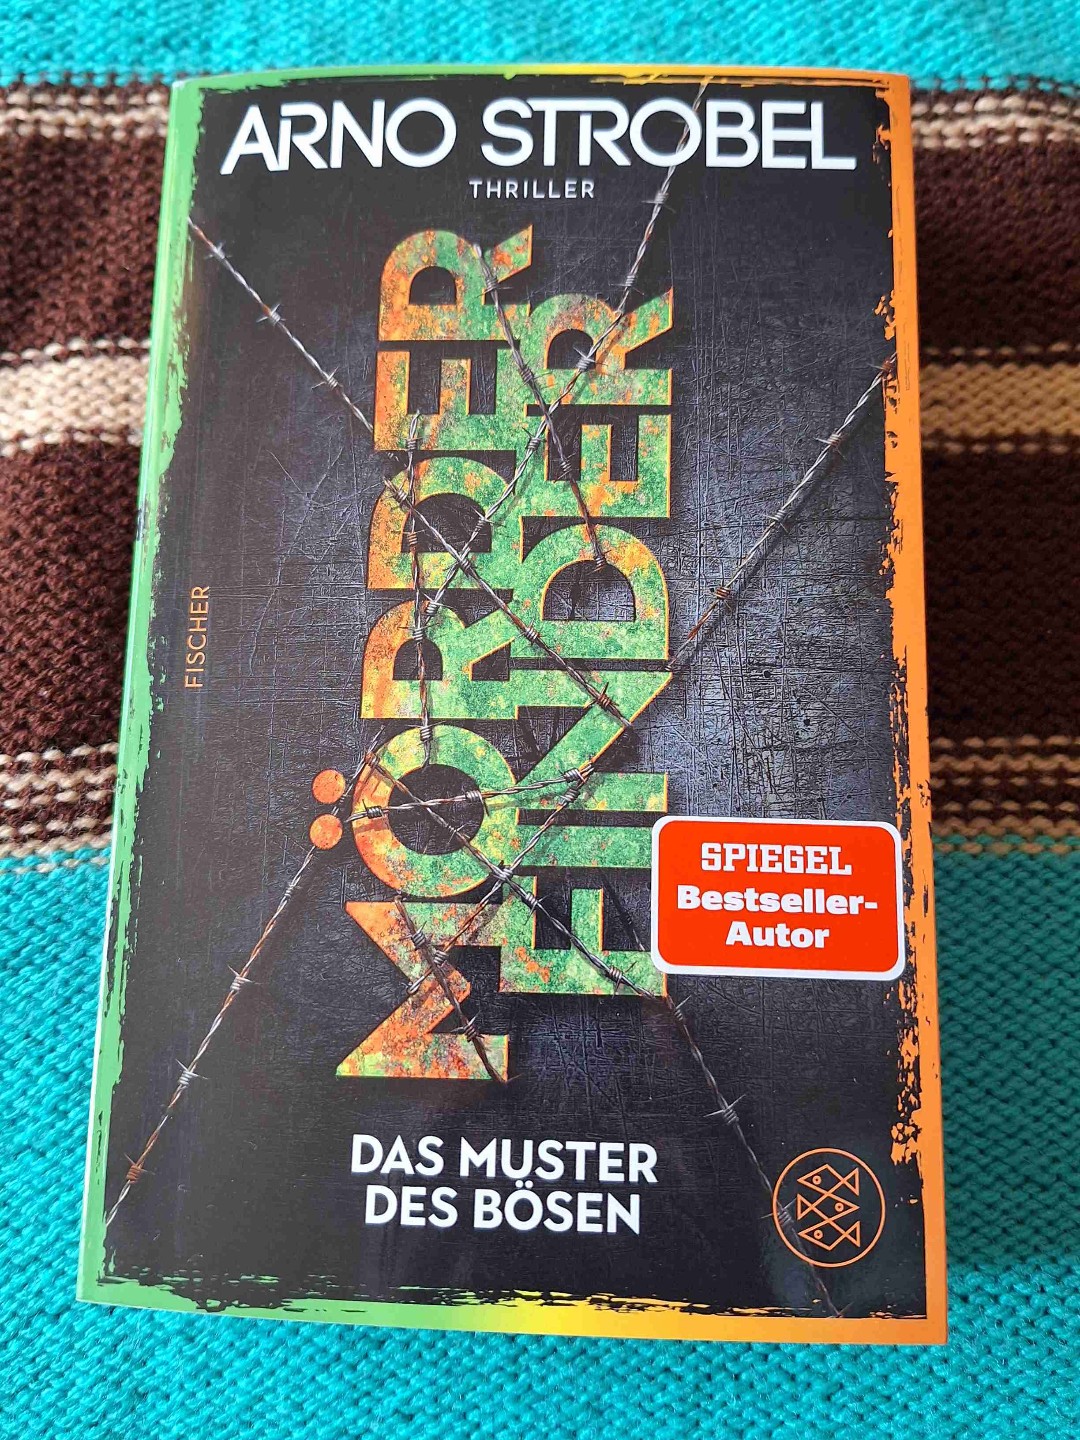 ARNO STROBEL
THRILLER
MÖRDER
FINDER
FISCHER
SPIEGEL
Bestseller-
Autor
DAS MUSTER
DES BÖSEN